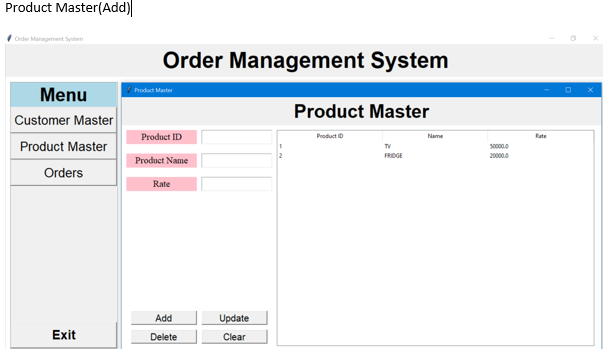 Product Master(Add)
Order Management System
Order Management System
Menu
Customer Master
Product Master
Orders
Exit
Product Master
Product Master
Product ID
Product Name
Rate
Add Update
Delete Clear
Product ID Name Rate
1 TV 50000.0
2 FRIDGE 20000.0